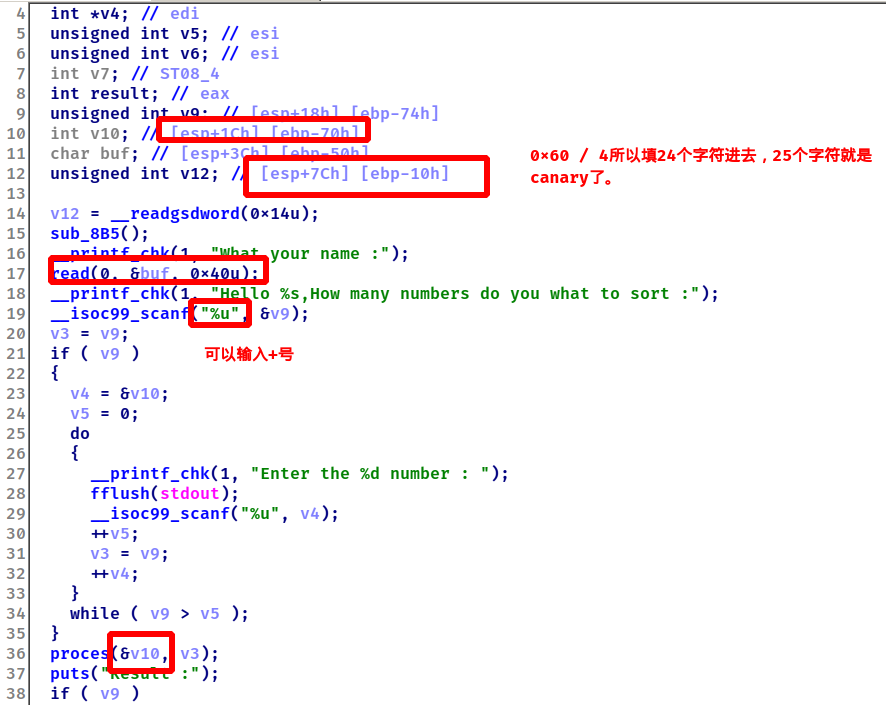 4 int *v4; // edi
5 unsigned int v5; // esi
6 unsigned int v6; // esi
7 int v7; // ST08_4
8 int result; // eax
9 unsigned int v9; // [esp+18h] [ebp-74h]
10 int v10; // [esp+1Ch] [ebp-70h]
11 char buf; // [esp+3Ch] [ebp-50h]
12 unsigned int v12; // [esp+7Ch] [ebp-10h]
0×60 / 4所以填24个字符进去，25个字符就是
canary了。
13
14 v12 = __readgsdword(0×14u);
15 sub_8B5();
16 __printf_chk(1, "What your name :");
17 read(0, &buf, 0×40u);
18 __printf_chk(1, "Hello %s,How many numbers do you what to sort :");
19 __isoc99_scanf("%u", &v9);
20 v3 = v9;
21 if ( v9 )
可以输入+号
22 {
23 v4 = &v10;
24 v5 = 0;
25 do
26 {
27 __printf_chk(1, "Enter the %d number : ");
28 fflush(stdout);
29 __isoc99_scanf("%u", v4);
30 ++v5;
31 v3 = v9;
32 ++v4;
33 }
34 while ( v9 > v5 );
35 }
36 proces(&v10, v3);
37 puts("Result :");
38 if ( v9 )